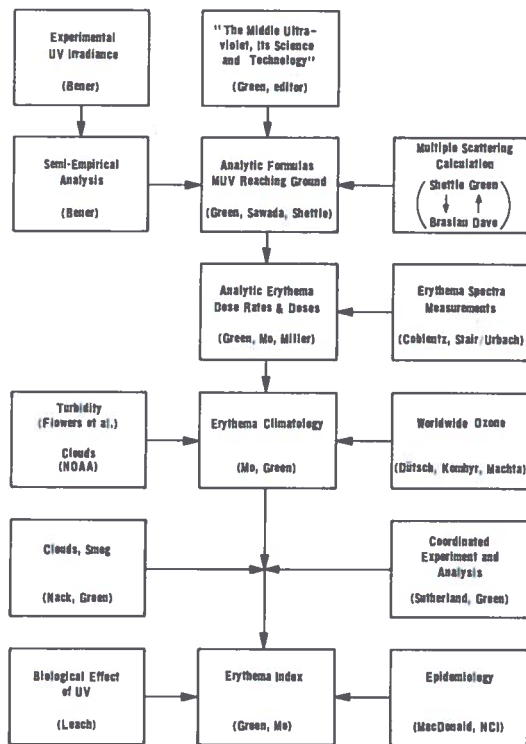 Experimental
UV Irradiance
(Bener)
"The Middle Ultra-
violet, Its Science
and Technology"
(Green, editor)
Semi-Empirical
Analysis
(Bener)
Analytic Formulas
MUV Reaching Ground
(Green, Sawada, Shettle)
Multiple Scattering
Calculation
(Shettle Green)
Braslau Dave
Analytic Erythema
Dose Rates & Doses
(Green, Mo, Miller)
Erythema Spectra
Measurements
(Coblentz, Stair/Urbach)
Turbidity
(Flowers et al.)
Clouds
(NOAA)
Erythema Climatology
(Mo, Green)
Worldwide Ozone
(Dütsch, Komhyr, Machta)
Clouds, Smog
(Nack, Green)
Coordinated
Experiment and
Analysis
(Sutherland, Green)
Biological Effect
of UV
(Leach)
Erythema Index
(Green, Mo)
Epidemiology
(MacDonald, NCI)